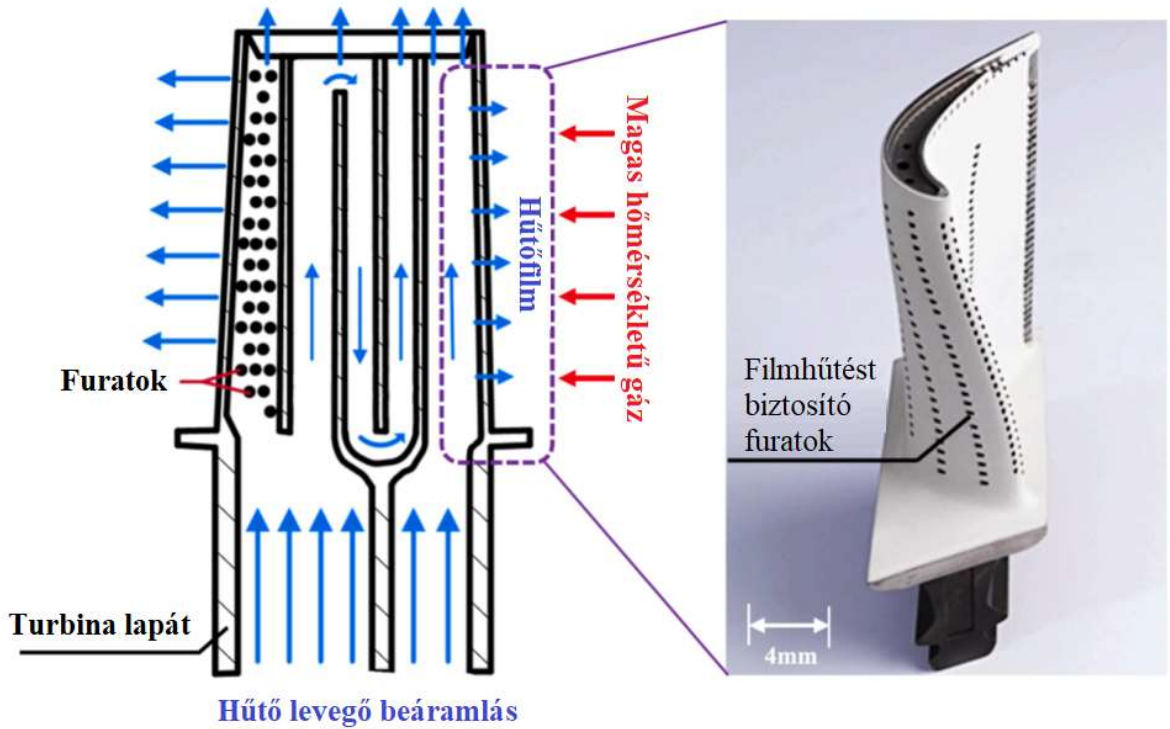 Furatok
Turbina lapát
Hűtő levegő beáramlás
Hűtőfilm
Magas hőmérsékletű gáz
Filmhűtést
biztosító
furatok
4mm